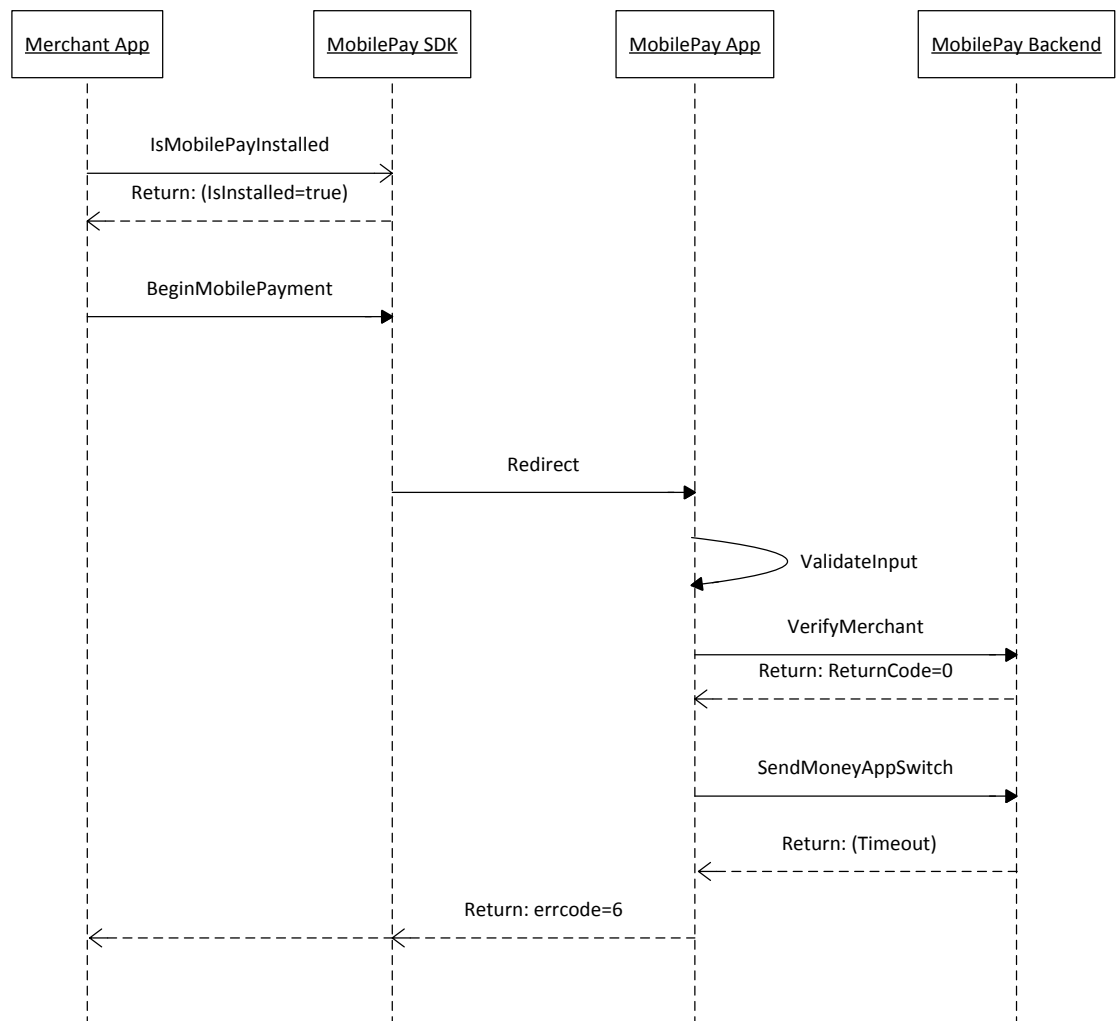 Merchant App
MobilePay SDK
MobilePay App
MobilePay Backend
IsMobilePayInstalled
Return: (IsInstalled=true)
BeginMobilePayment
Redirect
ValidateInput
VerifyMerchant
Return: ReturnCode=0
SendMoneyAppSwitch
Return: (Timeout)
Return: errcode=6